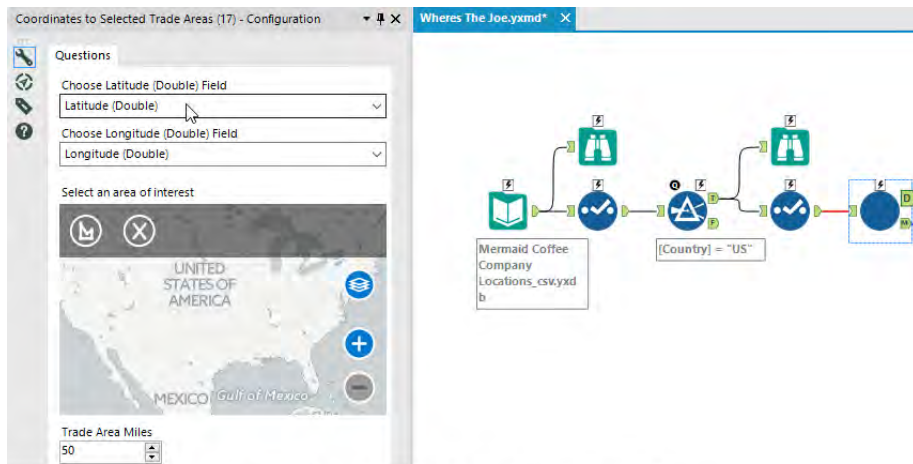 Coordinates to Selected Trade Areas (17) - Configuration
Wheres The Joe.yxmd*
Questions
Choose Latitude (Double) Field
Latitude (Double)
Choose Longitude (Double) Field
Longitude (Double)
Select an area of interest
UNITED
STATES OF
AMERICA
MEXICO
Gulf of Mexico
Trade Area Miles
50
Q
T
F
D
M
Mermaid Coffee
Company
Locations_csv.yxd
b
[Country] = "US"